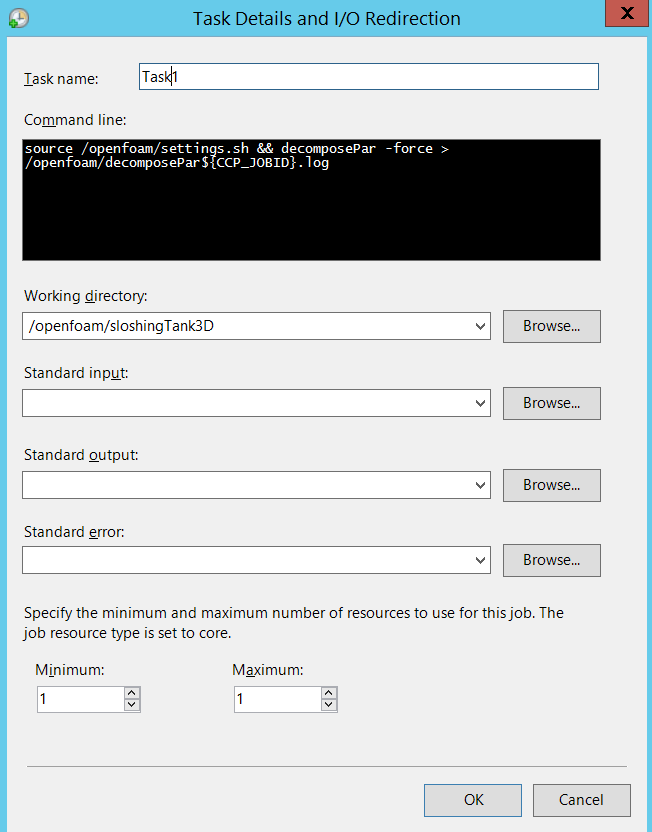 Task Details and I/O Redirection
Task name:
Task1
Command line:
source /openfoam/settings.sh && decomposePar -force >
/openfoam/decomposePar${CCP_JOBID}.log
Working directory:
/openfoam/sloshingTank3D
Browse...
Standard input:
Browse...
Standard output:
Browse...
Standard error:
Browse...
Specify the minimum and maximum number of resources to use for this job. The
job resource type is set to core.
Minimum:
Maximum:
1
1
OK
Cancel